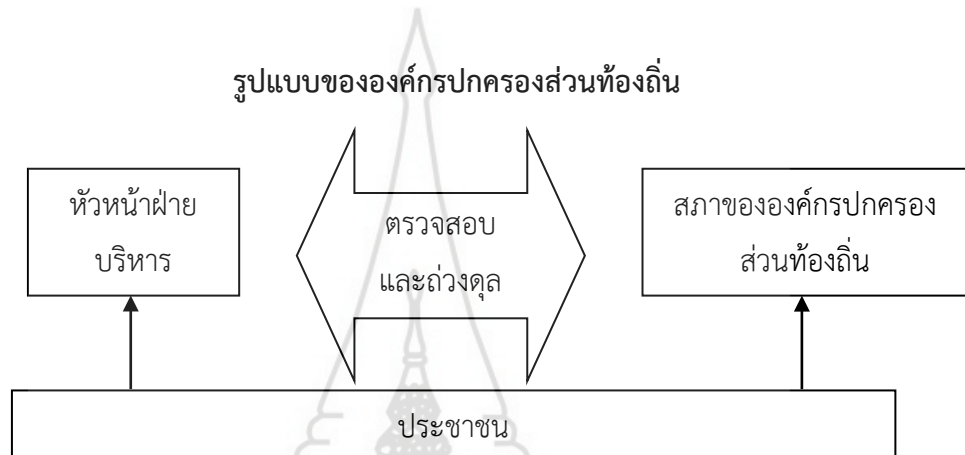 รูปแบบขององค์กรปกครองส่วนท้องถิ่น
หัวหน้าฝ่าย
บริหาร
ตรวจสอบ
และถ่วงดุล
สภาขององค์กรปกครอง
ส่วนท้องถิ่น
ประชาชน